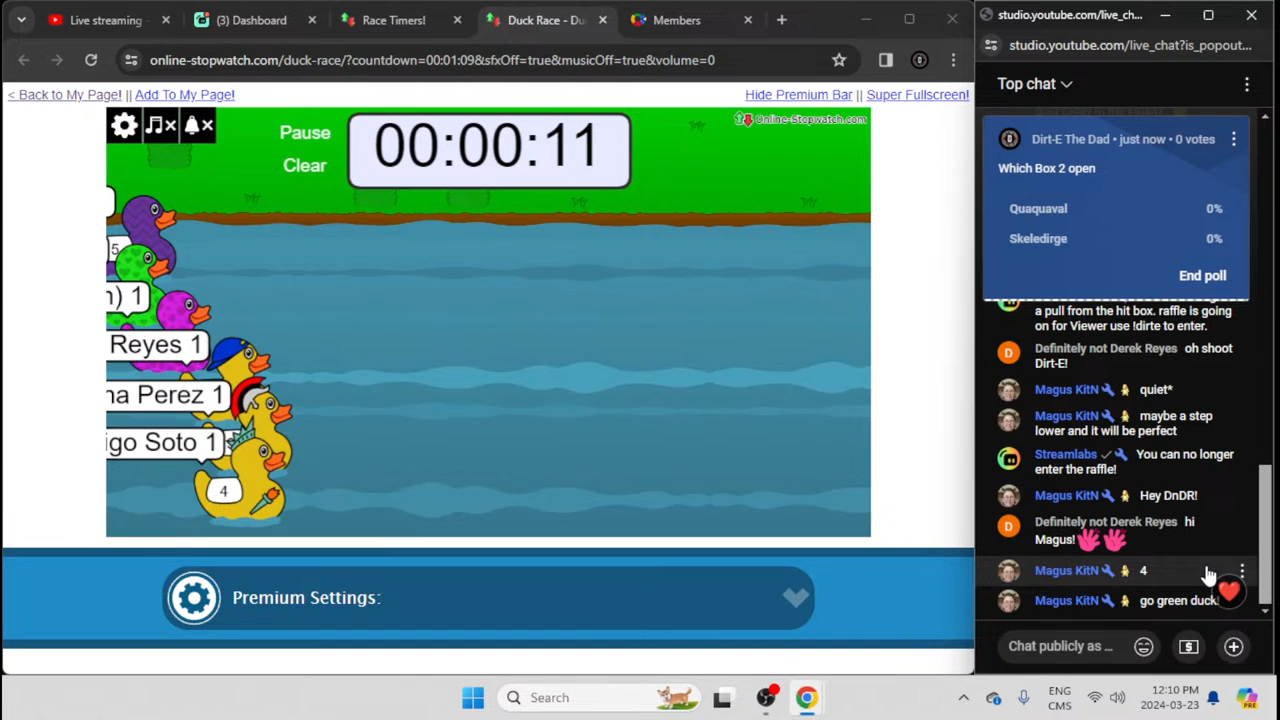 Live streaming
(3) Dashboard
Race Timers!
Duck Race - Du
Members
studio.youtube.com/live_ch...
online-stopwatch.com/duck-race/?countdown=00:01:09&sfxOff=true&musicOff=true&volume=0
studio.youtube.com/live_chat?is_popout...
< Back to My Page! || Add To My Page!
Hide Premium Bar || Super Fullscreen!
Pause
Clear
00:00:11
Online-Stopwatch.com
5
n) 1
Reyes 1
na Perez 1
igo Soto 1
4
Premium Settings:
Top chat
Dirt-E The Dad • just now • 0 votes
Which Box 2 open
Quaquaval 0%
Skeledirge 0%
End poll
a pull from the hit box. raffle is going
on for Viewer use !dirte to enter.
D Definitely not Derek Reyes oh shoot
Dirt-E!
Magus KitN quiet*
Magus KitN maybe a step
lower and it will be perfect
Streamlabs You can no longer
enter the raffle!
Magus KitN Hey DnDR!
D Definitely not Derek Reyes hi
Magus!
Magus KitN 4
Magus KitN go green duck!
Chat publicly as ...
Search
ENG
CMS
12:10 PM
2024-03-23
PRE